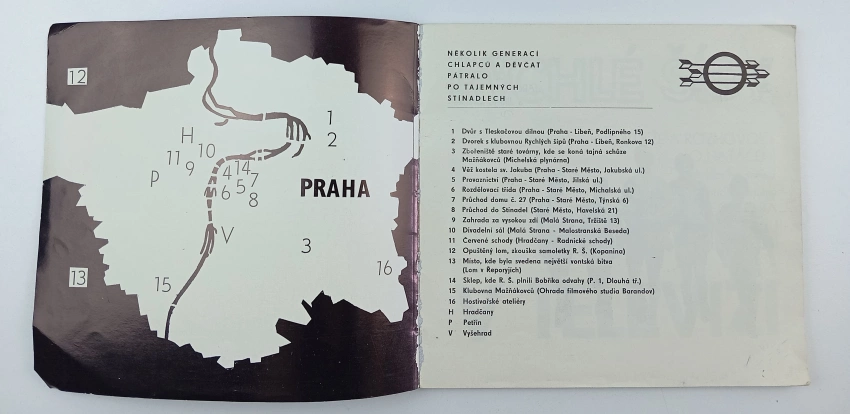 12
1
2
H
10
11
9
P
4
14
7
5
6
8
PRAHA
V
3
16
13
15
NĚKOLIK GENERACÍ
CHLAPCŮ A DĚVČAT
PÁTRALO
PO TAJEMNÝCH
STÍNADLECH
1 Dvůr s Tleskačovou dílnou (Praha - Libeň, Podlipného 15)
2 Dvorek s klubovnou Rychlých šípů (Praha - Libeň, Ronkova 12)
3 Zbořeniště staré továrny, kde se koná tajná schůze
Mažňákovců (Michelská plynárna)
4 Věž kostela sv. Jakuba (Praha - Staré Město, Jakubská ul.)
5 Provaznictví (Praha - Staré Město, Jilská ul.)
6 Rozdělovací třída (Praha - Staré Město, Michalská ul.)
7 Průchod domu č. 27 (Praha - Staré Město, Týnská 6)
8 Průchod do Stínadel (Staré Město, Havelská 21)
9 Zahrada za vysokou zdí (Malá Strana, Tržiště 13)
10 Divadelní sál (Malá Strana - Malostranská Beseda)
11 Červené schody (Hradčany - Radnické schody)
12 Opuštěný lom, zkouška samoletky R. Š. (Kopanina)
13 Místo, kde byla svedena největší vontská bitva
(Lom v Řeporyjích)
14 Sklep, kde R. Š. plnili Bobříka odvahy (P. 1, Dlouhá tř.)
15 Klubovna Mažňákovců (Ohrada filmového studia Barrandov)
16 Hostivařské ateliéry
H Hradčany
P Petřín
V Vyšehrad